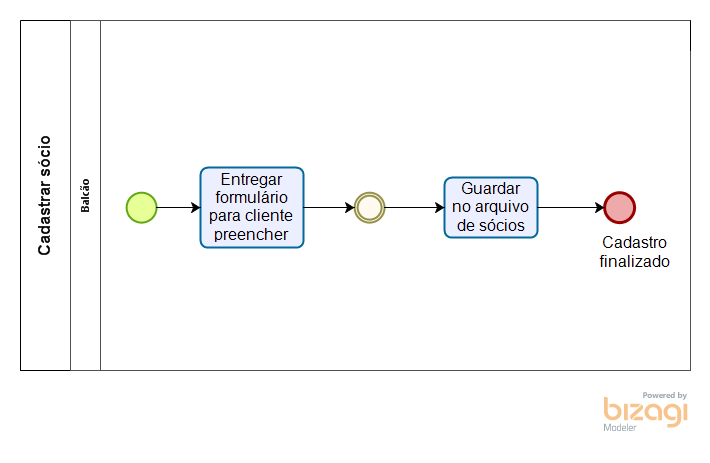 Cadastrar sócio
Balcão
Entregar
formulário
para cliente
preencher
Guardar
no arquivo
de sócios
Cadastro
finalizado
Powered by
bizagi
Modeler